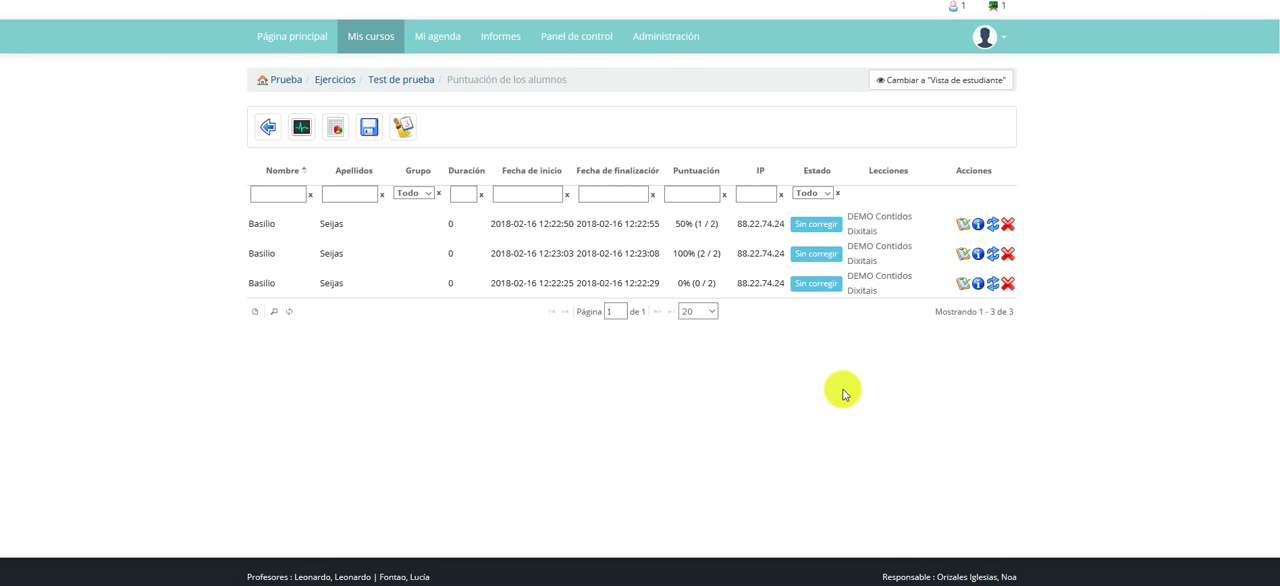 1 1
Página principal Mis cursos Mi agenda Informes Panel de control Administración
Prueba / Ejercicios / Test de prueba / Puntuación de los alumnos Cambiar a "Vista de estudiante"
Nombre Apellidos Grupo Duración Fecha de inicio Fecha de finalización Puntuación IP Estado Lecciones Acciones
x x Todo x x x x x x Todo x
Basilio Seijas 0 2018-02-16 12:22:50 2018-02-16 12:22:55 50% (1 / 2) 88.22.74.24 Sin corregir DEMO Contidos
Dixitais
Basilio Seijas 0 2018-02-16 12:23:03 2018-02-16 12:23:08 100% (2 / 2) 88.22.74.24 Sin corregir DEMO Contidos
Dixitais
Basilio Seijas 0 2018-02-16 12:22:25 2018-02-16 12:22:29 0% (0 / 2) 88.22.74.24 Sin corregir DEMO Contidos
Dixitais
Página 1 de 1 20 Mostrando 1 - 3 de 3
Profesores : Leonardo, Leonardo | Fontao, Lucía Responsable : Orizales Iglesias, Noa